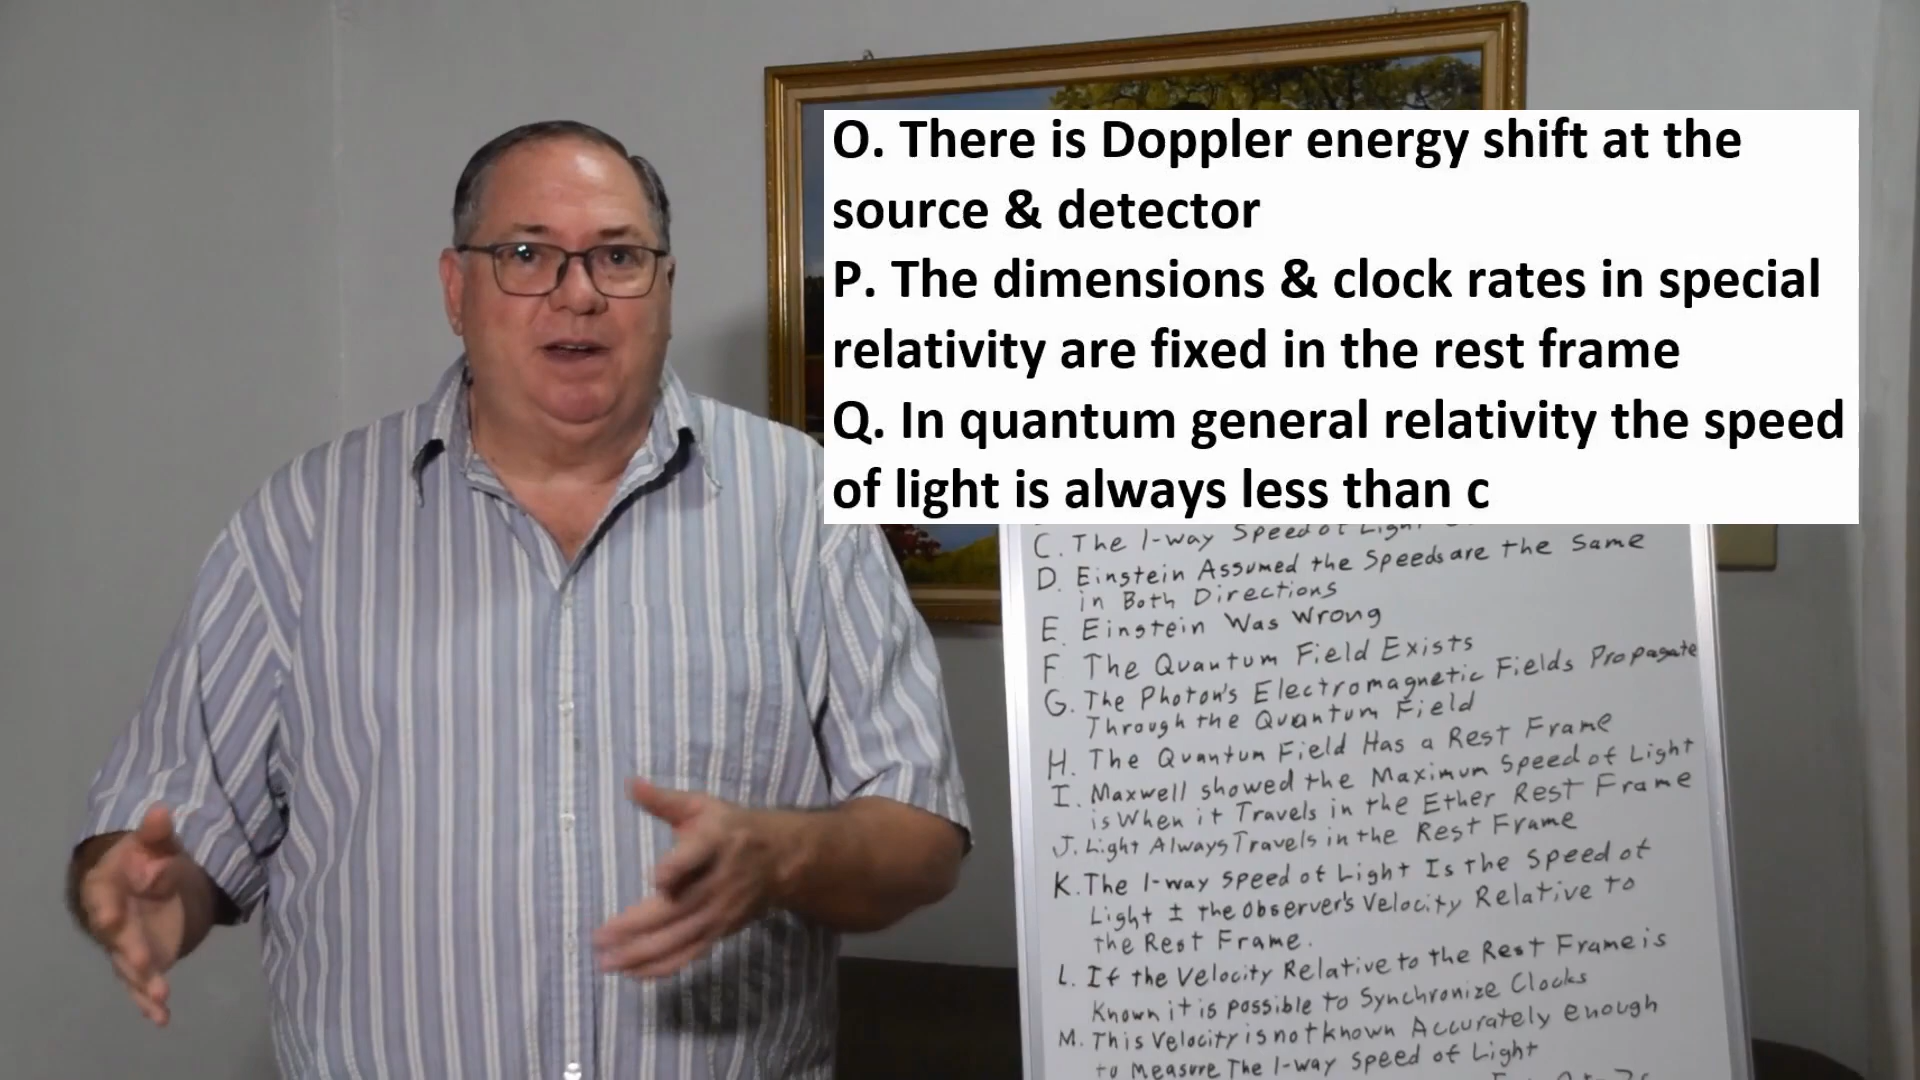 O. There is Doppler energy shift at the
source & detector
P. The dimensions & clock rates in special
relativity are fixed in the rest frame
Q. In quantum general relativity the speed
of light is always less than c
C. The 1-way Speed of Light
D. Einstein Assumed the Speeds are the Same
in Both Directions
E. Einstein Was Wrong
F. The Quantum Field Exists
G. The Photon's Electromagnetic Fields Propagate
Through the Quantum Field
H. The Quantum Field Has a Rest Frame
I. Maxwell showed the Maximum Speed of Light
is When it Travels in the Ether Rest Frame
J. Light Always Travels in the Rest Frame
K. The 1-way Speed of Light Is the Speed of
Light ± the Observer's Velocity Relative to
the Rest Frame.
L. If the Velocity Relative to the Rest Frame is
Known it is possible to Synchronize Clocks
M. This Velocity is not known Accurately enough
to Measure The 1-way Speed of Light